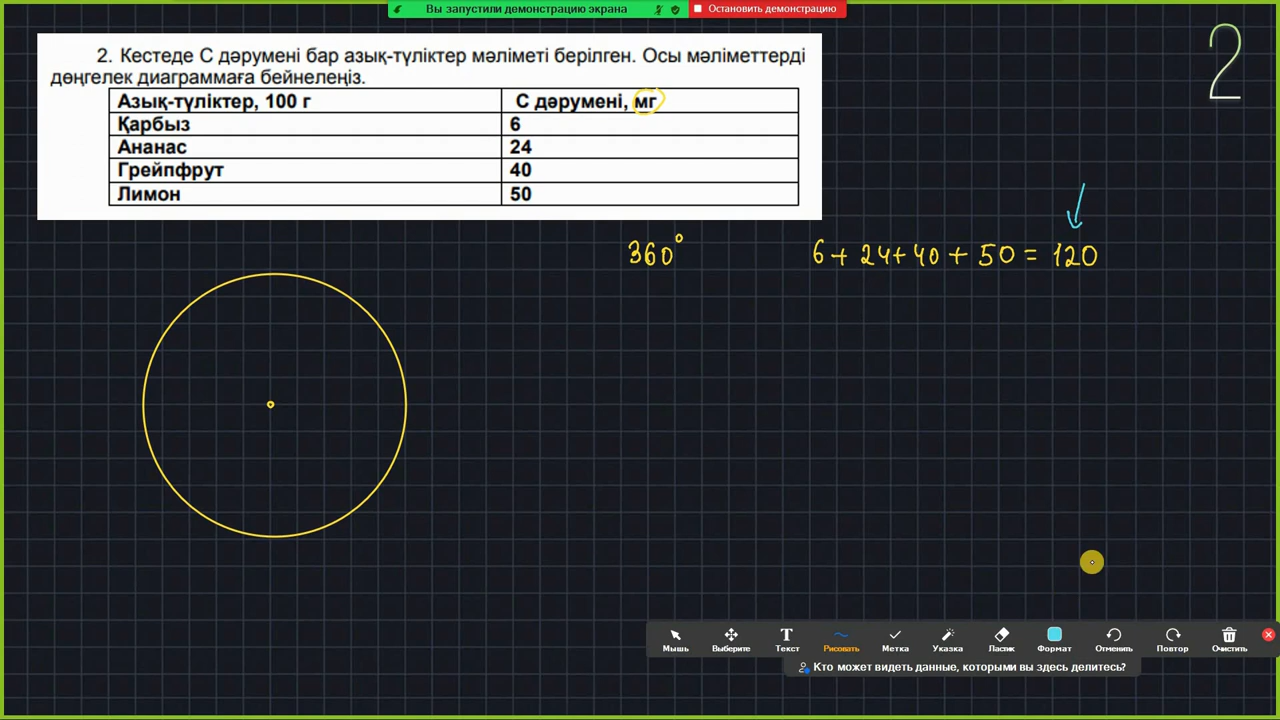 Вы запустили демонстрацию экрана
Остановить демонстрацию
2
2. Кестеде С дәрумені бар азық-түліктер мәліметі берілген. Осы мәліметтерді
дөңгелек диаграммаға бейнелеңіз.
Азық-түліктер, 100 г С дәрумені, мг
Қарбыз 6
Ананас 24
Грейпфрут 40
Лимон 50
360° 6 + 24 + 40 + 50 = 120
Мышь Выберите Текст Рисовать Метка Указка Ластик Формат Отменить Повтор Очистить
Кто может видеть данные, которыми вы здесь делитесь?